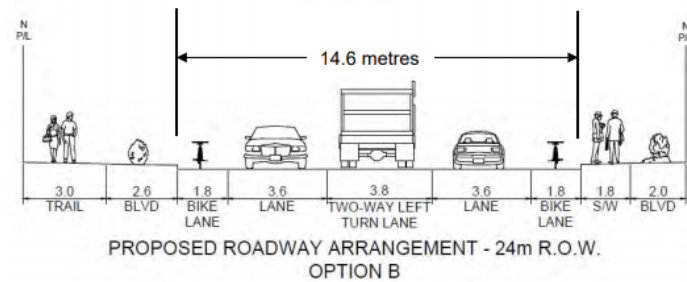 N N
P/L P/L
14.6 metres
3.0 2.6 1.8 3.6 3.8 3.6 1.8 1.8 2.0
TRAIL BLVD BIKE LANE TWO-WAY LEFT LANE BIKE S/W BLVD
LANE TURN LANE LANE
PROPOSED ROADWAY ARRANGEMENT - 24m R.O.W.
OPTION B